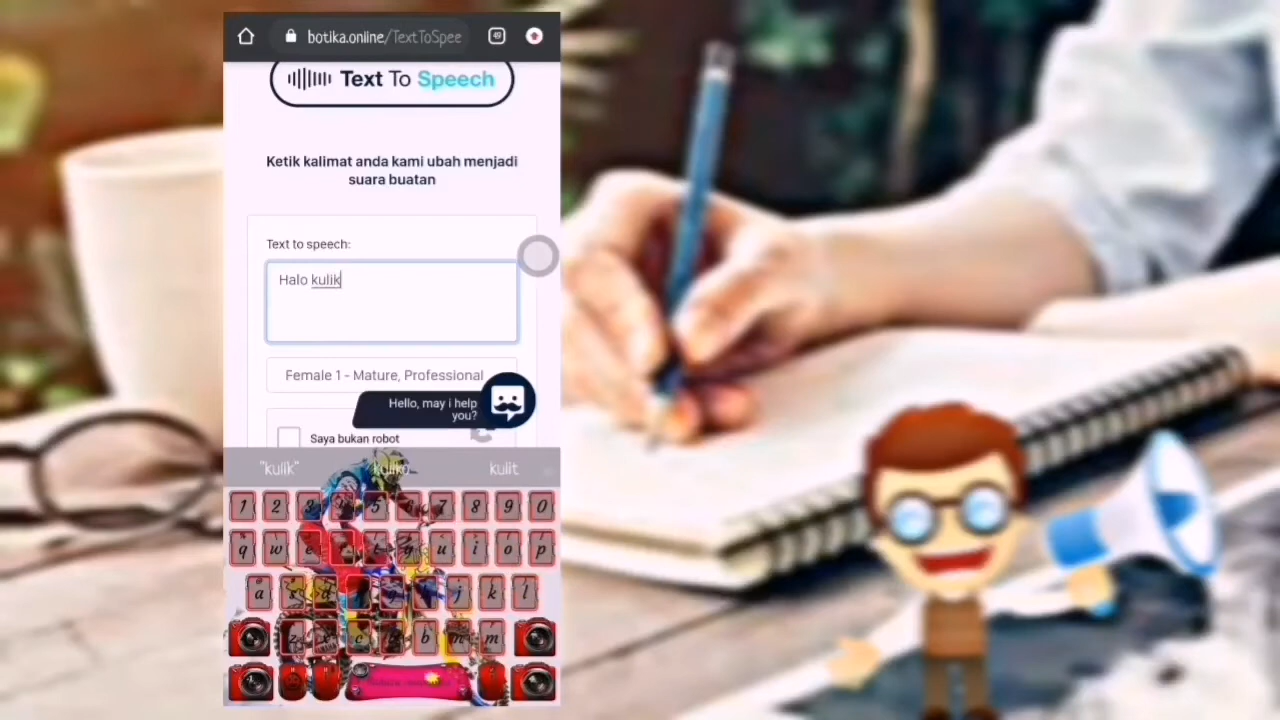 botika.online/TextToSpee
49
Text To Speech
Ketik kalimat anda kami ubah menjadi
suara buatan
Text to speech:
Halo kulik
Female 1 - Mature, Professional
Hello, may i help
you?
Saya bukan robot
"kulik" kuliko kulit
1 2 3 5 7 8 9 0
q w e t u i o p
a d g j k l
z x c b m